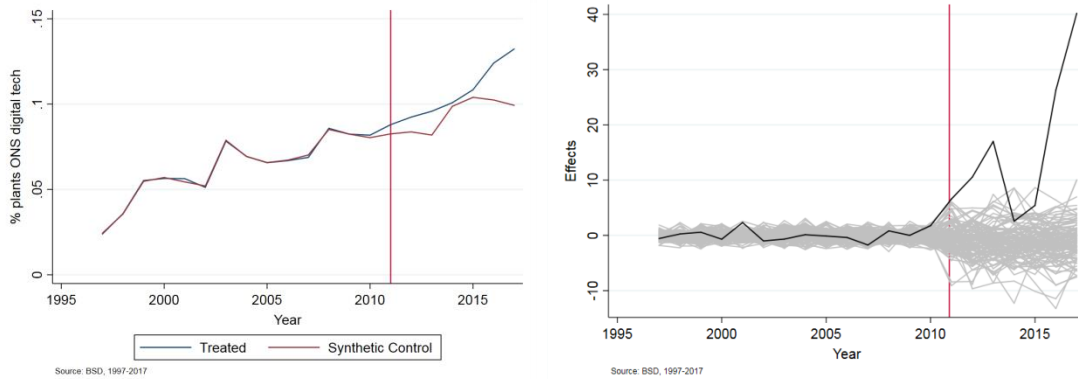 % plants ONS digital tech
.15
.1
.05
0
1995 2000 2005 2010 2015
Year
Treated Synthetic Control
Source: BSD, 1997-2017
Effects
40
30
20
10
0
-10
1995 2000 2005 2010 2015
Year
Source: BSD, 1997-2017